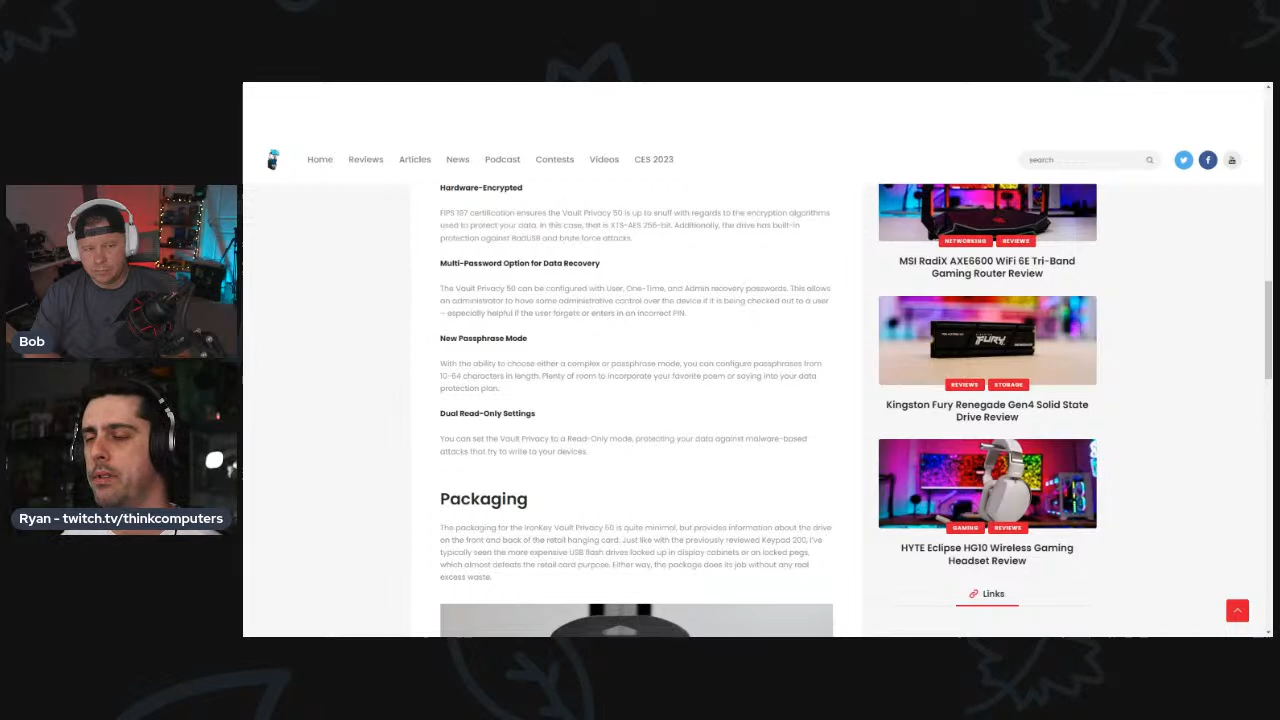 Home Reviews Articles News Podcast Contests Videos CES 2023
search
Hardware-Encrypted
FIPS 197 certification ensures the Vault Privacy 50 is up to snuff with regards to the encryption algorithms
used to protect your data. In this case, that is XTS-AES 256-bit. Additionally, the drive has built-in
protection against BadUSB and brute force attacks.
Multi-Password Option for Data Recovery
The Vault Privacy 50 can be configured with User, One-Time, and Admin recovery passwords. This allows
an administrator to have some administrative control over the device if it is being checked out to a user
– especially helpful if the user forgets or enters in an incorrect PIN.
New Passphrase Mode
With the ability to choose either a complex or passphrase mode, you can configure passphrases from
10-64 characters in length. Plenty of room to incorporate your favorite poem or saying into your data
protection plan.
Dual Read-Only Settings
You can set the Vault Privacy to a Read-Only mode, protecting your data against malware-based
attacks that try to write to your devices.
Packaging
The packaging for the IronKey Vault Privacy 50 is quite minimal, but provides information about the drive
on the front and back of the retail hanging card. Just like with the previously reviewed Keypad 200, I've
typically seen the more expensive USB flash drives locked up in display cabinets or on locked pegs,
which almost defeats the retail card purpose. Either way, the package does its job without any real
excess waste.
NETWORKING REVIEWS
MSI RadiX AXE6600 WiFi 6E Tri-Band
Gaming Router Review
FURY
REVIEWS STORAGE
Kingston Fury Renegade Gen4 Solid State
Drive Review
GAMING REVIEWS
HYTE Eclipse HG10 Wireless Gaming
Headset Review
Links
Bob
Ryan - twitch.tv/thinkcomputers